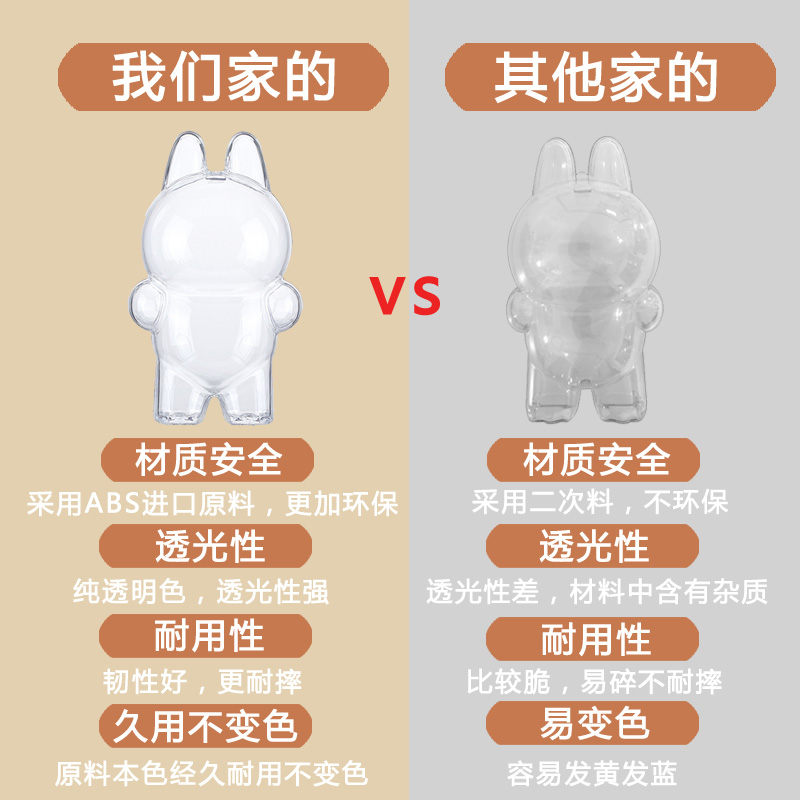 我们家的
其他家的
VS
材质安全
采用ABS进口原料，更加环保
透光性
纯透明色，透光性强
耐用性
韧性好，更耐摔
久用不变色
原料本色经久耐用不变色
材质安全
采用二次料，不环保
透光性
透光性差，材料中含有杂质
耐用性
比较脆，易碎不耐摔
易变色
容易发黄发蓝